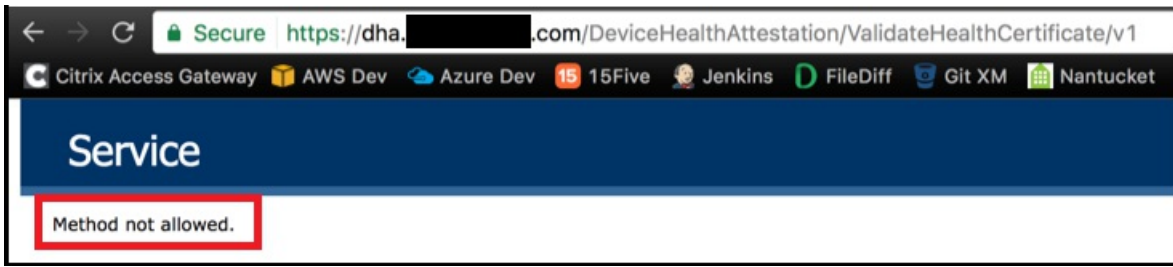 Secure https://dha. .com/DeviceHealthAttestation/ValidateHealthCertificate/v1
Citrix Access Gateway AWS Dev Azure Dev 15 15Five Jenkins FileDiff Git XM Nantucket
Service
Method not allowed.